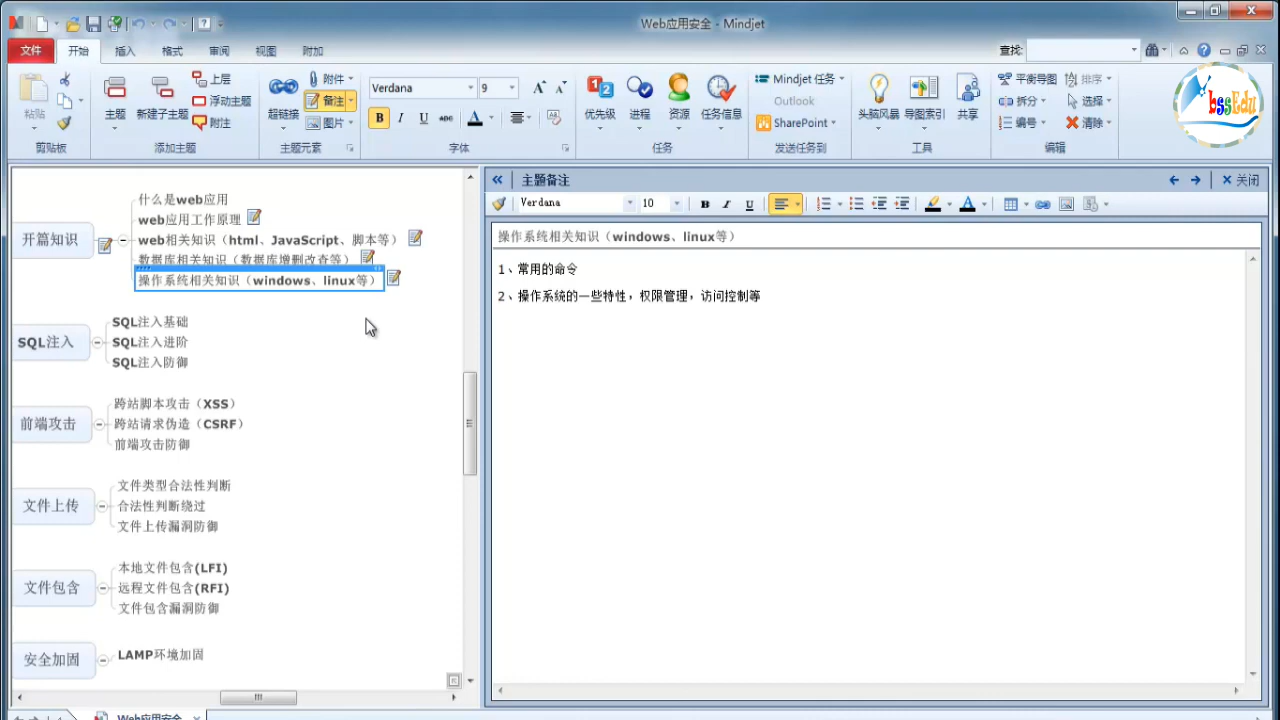 Web应用安全 - Mindjet
文件 开始 插入 格式 审阅 视图 附加 查找:
粘贴
剪贴板
主题
新建子主题
上层
浮动主题
附注
添加主题
超链接
附件
备注
图片
主题元素
Verdana 9
B I U abc A
字体
优先级
进程
资源
任务信息
任务
Mindjet 任务
Outlook
SharePoint
发送任务到
头脑风暴
导图索引
共享
工具
平衡导图
拆分
编号
排序
选择
清除
编辑
bssEdu
开篇知识
什么是web应用
web应用工作原理
web相关知识（html、JavaScript、脚本等）
数据库相关知识（数据库增删改查等）
操作系统相关知识（windows、linux等）
SQL注入
SQL注入基础
SQL注入进阶
SQL注入防御
前端攻击
跨站脚本攻击（XSS）
跨站请求伪造（CSRF）
前端攻击防御
文件上传
文件类型合法性判断
合法性判断绕过
文件上传漏洞防御
文件包含
本地文件包含(LFI)
远程文件包含(RFI)
文件包含漏洞防御
安全加固
LAMP环境加固
主题备注 关闭
Verdana 10 B I U A
操作系统相关知识（windows、linux等）
1、常用的命令
2、操作系统的一些特性，权限管理，访问控制等
Web应用安全